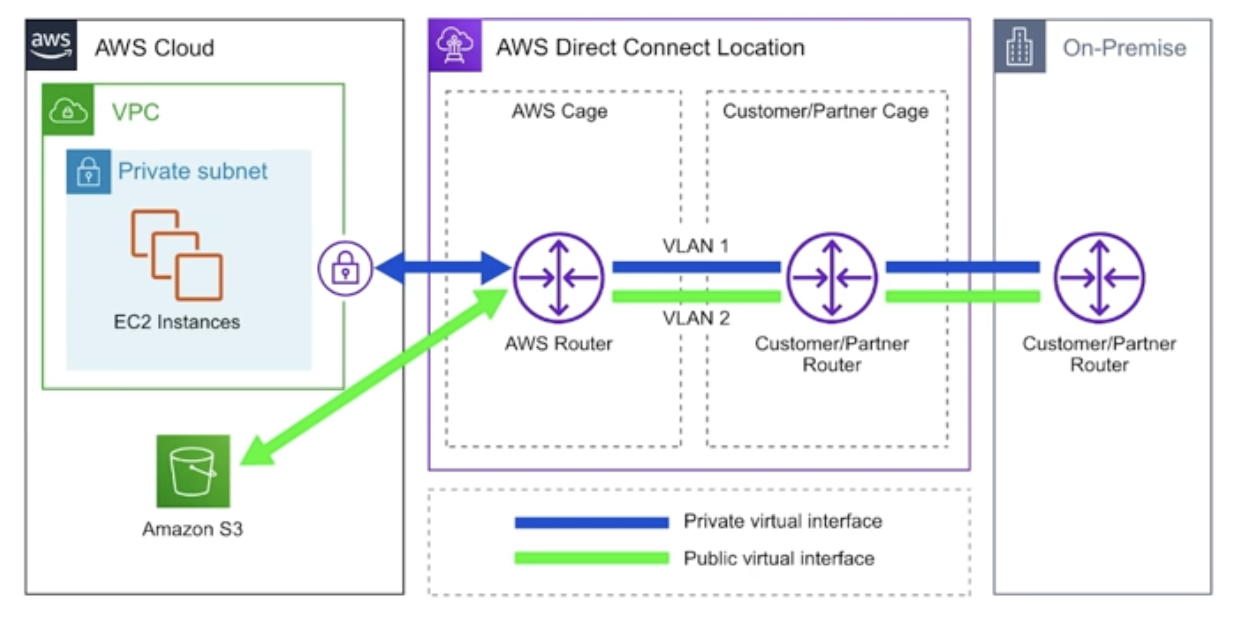 aws
AWS Cloud
VPC
Private subnet
EC2 Instances
Amazon S3
AWS Direct Connect Location
AWS Cage
Customer/Partner Cage
VLAN 1
VLAN 2
AWS Router
Customer/Partner
Router
On-Premise
Customer/Partner
Router
Private virtual interface
Public virtual interface